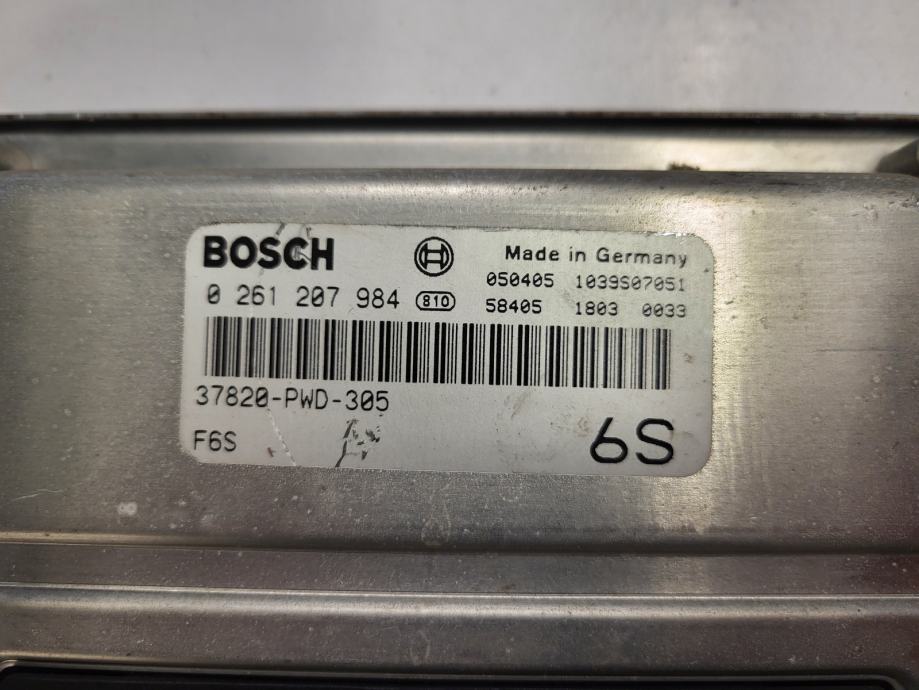 BOSCH
Made in Germany
050405 1039S07051
0 261 207 984 810
58405 1803 0033
37820-PWD-305
F6S
6S